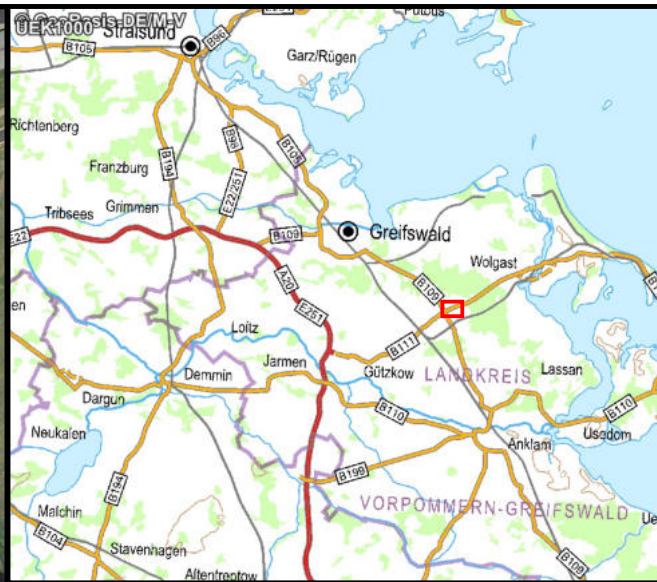 © GeoBasis-DE/M-V
UEK1000
Stralsund
B96
B105
Putbus
Garz/Rügen
Richtenberg
Franzburg
B194
B96
B105
E22/251
Tribsees
Grimmen
E22
B109
Greifswald
Wolgast
B109
A20
E251
Loitz
B111
Gützkow
LANDKREIS
Lassan
Jarmen
Demmin
Dargun
B110
B110
Anklam
Usedom
Neukalen
B199
B194
VORPOMMERN-GREIFSWALD
Malchin
B104
Stavenhagen
Altentreptow
B109